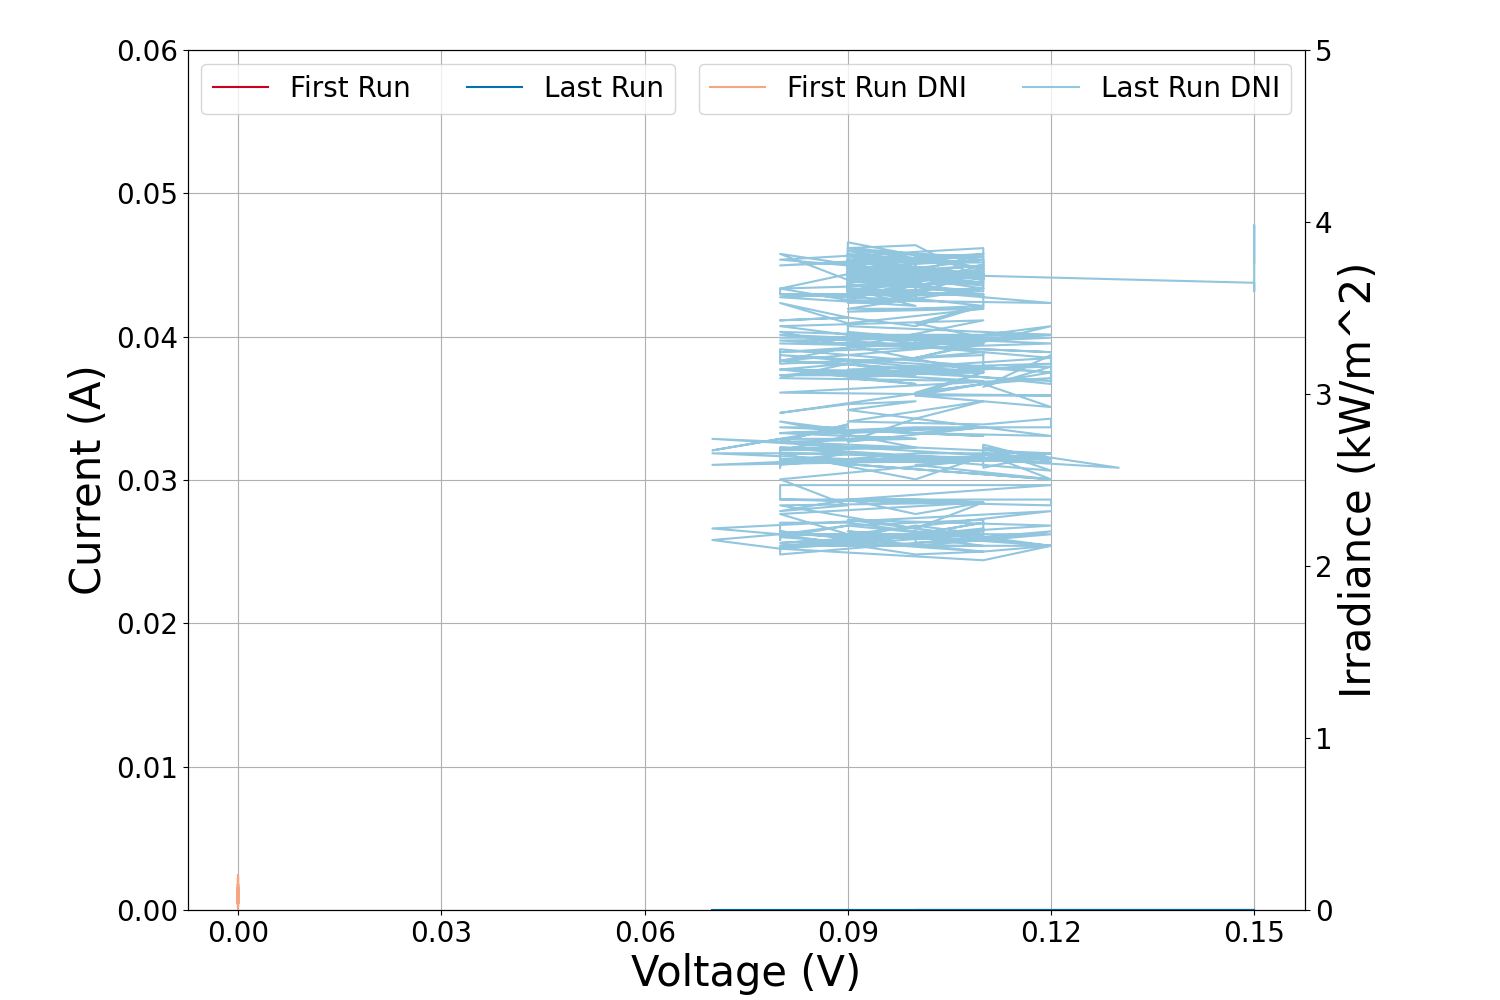 First Run
Last Run
First Run DNI
Last Run DNI
0.06
0.05
0.04
0.03
0.02
0.01
0.00
Current (A)
5
4
3
2
1
0
Irradiance (kW/m^2)
0.00 0.03 0.06 0.09 0.12 0.15
Voltage (V)